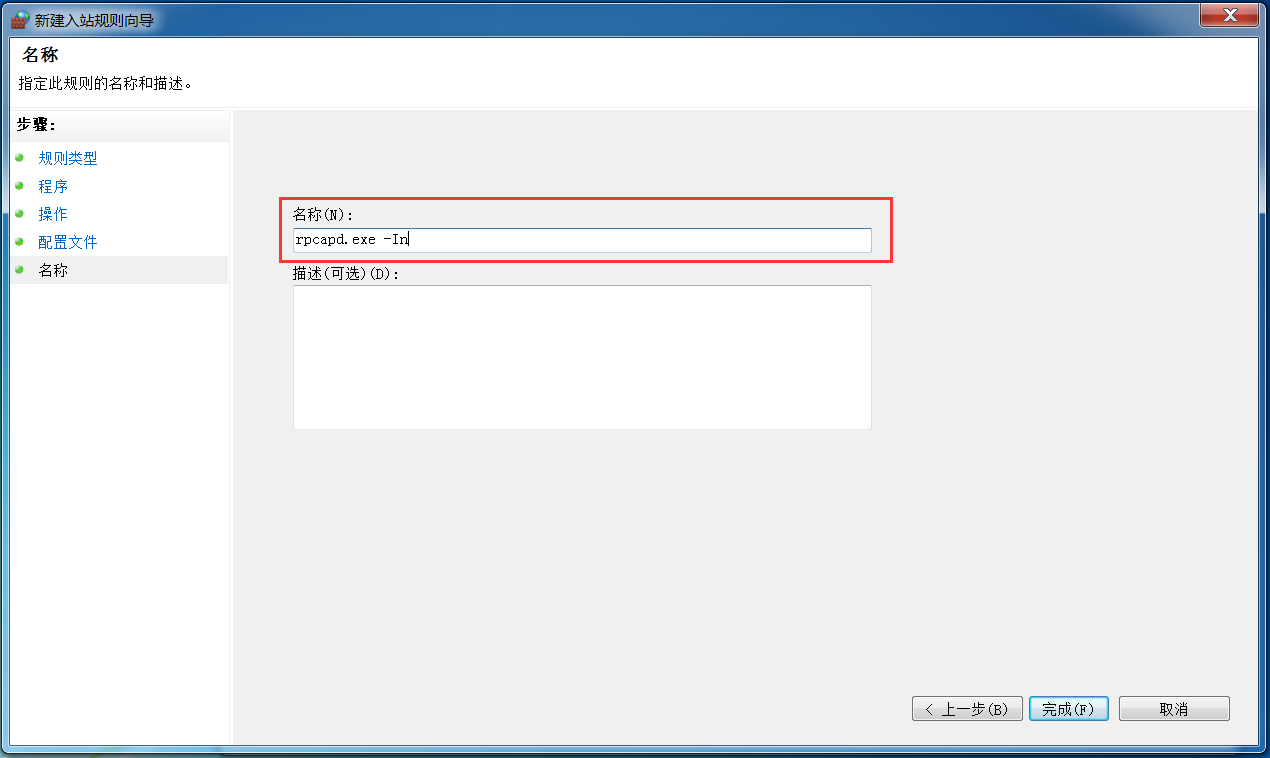 新建入站规则向导
名称
指定此规则的名称和描述。
步骤:
规则类型
程序
操作
配置文件
名称
名称(N):
rpcapd.exe -In
描述(可选)(D):
< 上一步(B)
完成(F)
取消